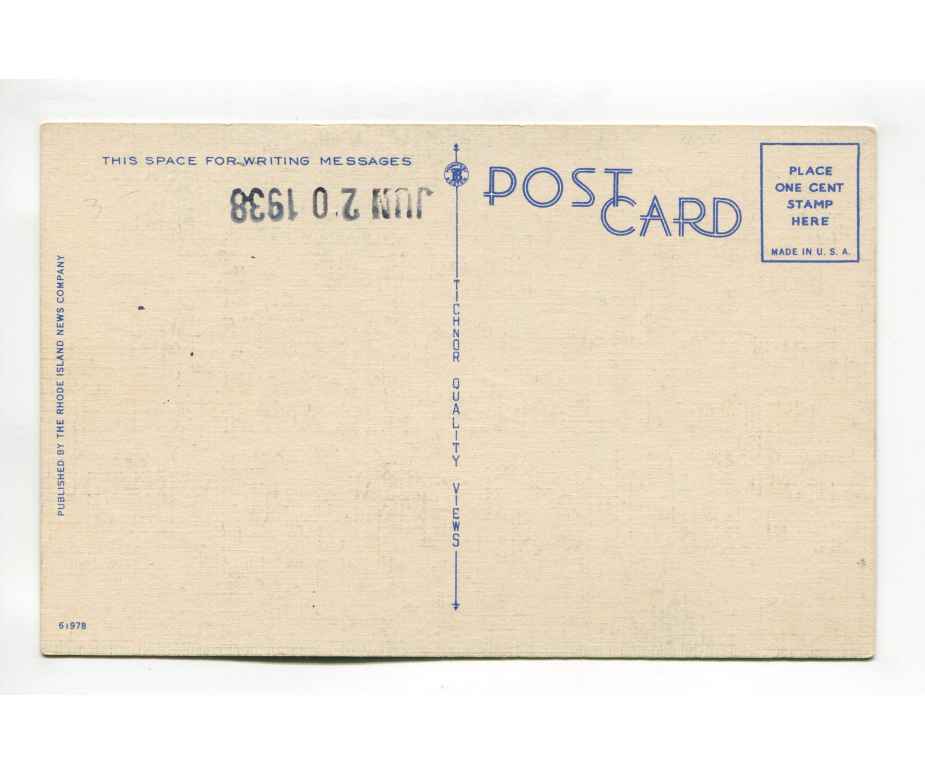 THIS SPACE FOR WRITING MESSAGES
JUN 20 1938
PUBLISHED BY THE RHODE ISLAND NEWS COMPANY
61978
TICHNOR QUALITY VIEWS
POST
CARD
PLACE
ONE CENT
STAMP
HERE
MADE IN U. S. A.